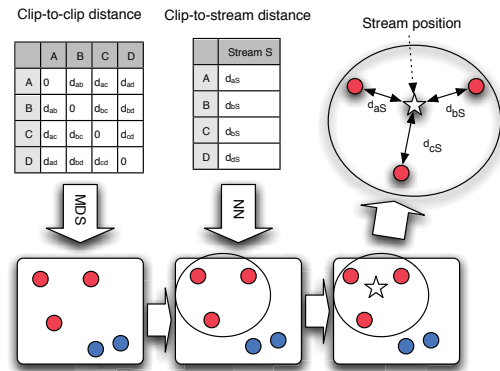 Clip-to-clip distance
Clip-to-stream distance
Stream position
A B C D
A 0 dab dac dad
B dab 0 dbc dbd
C dac dbc 0 dcd
D dad dbd dcd 0
Stream S
A daS
B dbS
C dbS
D ddS
daS
dbS
dcS
MDS
NN